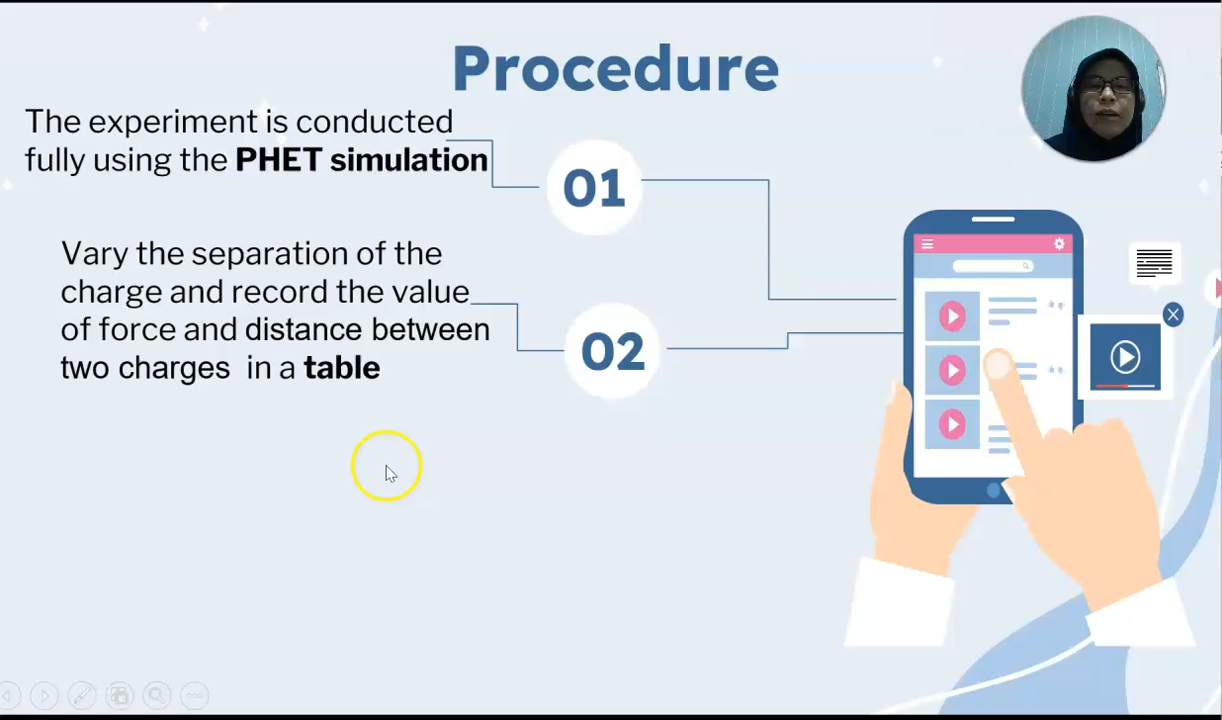 Procedure
The experiment is conducted
fully using the PHET simulation
01
Vary the separation of the
charge and record the value
of force and distance between
two charges in a table
02